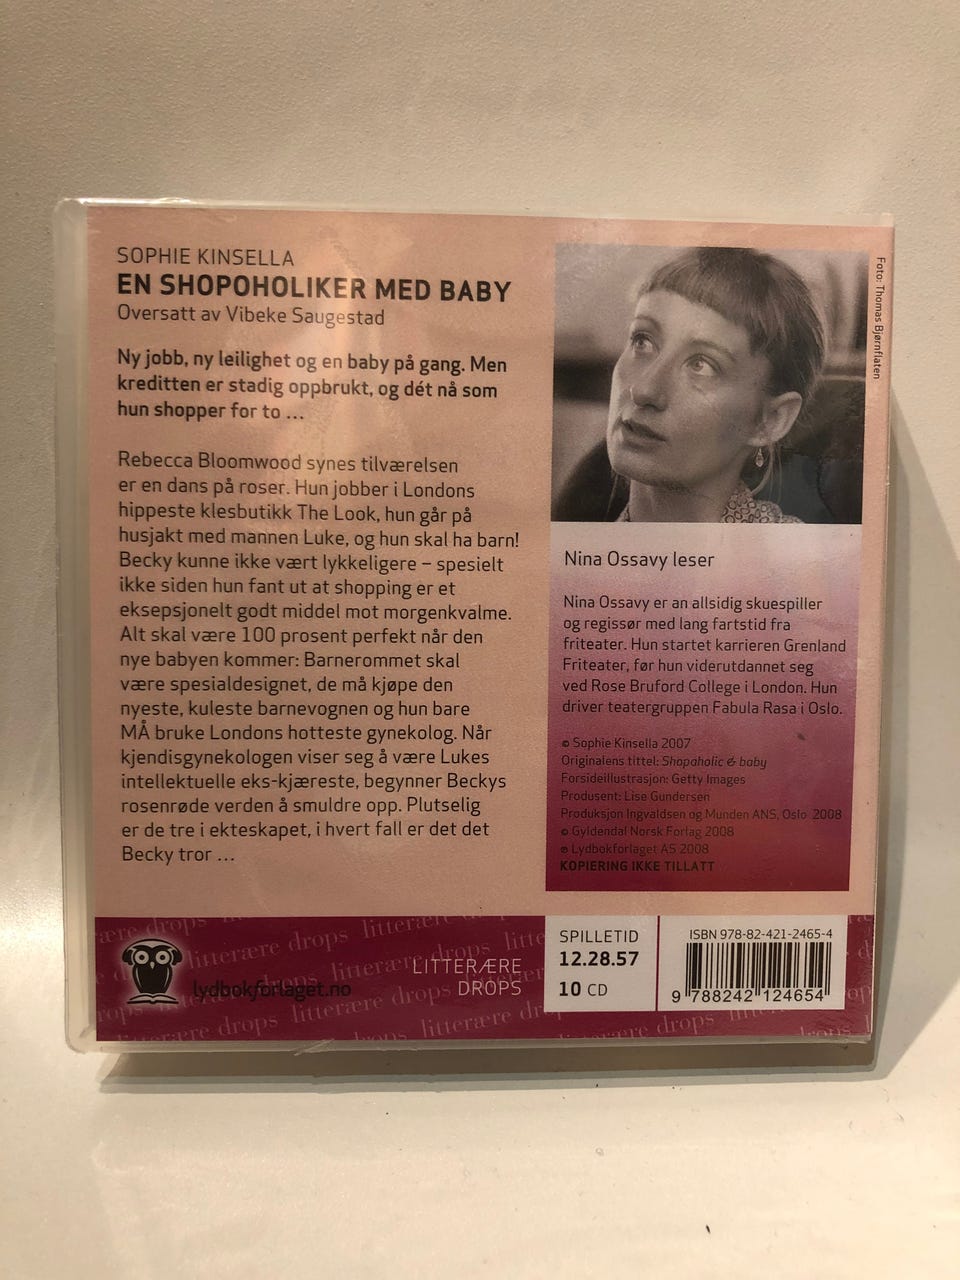 SOPHIE KINSELLA
EN SHOPOHOLIKER MED BABY
Oversatt av Vibeke Saugestad
Ny jobb, ny leilighet og en baby på gang. Men
kreditten er stadig oppbrukt, og dét nå som
hun shopper for to ...
Rebecca Bloomwood synes tilværelsen
er en dans på roser. Hun jobber i Londons
hippeste klesbutikk The Look, hun går på
husjakt med mannen Luke, og hun skal ha barn!
Becky kunne ikke vært lykkeligere – spesielt
ikke siden hun fant ut at shopping er et
eksepsjonelt godt middel mot morgenkvalme.
Alt skal være 100 prosent perfekt når den
nye babyen kommer: Barnerommet skal
være spesialdesignet, de må kjøpe den
nyeste, kuleste barnevognen og hun bare
MÅ bruke Londons hotteste gynekolog. Når
kjendisgynekologen viser seg å være Lukes
intellektuelle eks-kjæreste, begynner Beckys
rosenrøde verden å smuldre opp. Plutselig
er de tre i ekteskapet, i hvert fall er det det
Becky tror ...
Foto: Thomas Bjørnflaten
Nina Ossavy leser
Nina Ossavy er an allsidig skuespiller
og regissør med lang fartstid fra
friteater. Hun startet karrieren Grenland
Friteater, før hun viderutdannet seg
ved Rose Bruford College i London. Hun
driver teatergruppen Fabula Rasa i Oslo.
© Sophie Kinsella 2007
Originalens tittel: Shopaholic & baby
Forsideillustrasjon: Getty Images
Produsent: Lise Gundersen
Produksjon Ingvaldsen og Munden ANS, Oslo 2008
© Gyldendal Norsk Forlag 2008
℗ Lydbokforlaget AS 2008
KOPIERING IKKE TILLATT
lydbokforlaget.no
LITTERÆRE
DROPS
litterære drops
SPILLETID
12.28.57
10 CD
ISBN 978-82-421-2465-4
9 788242 124654